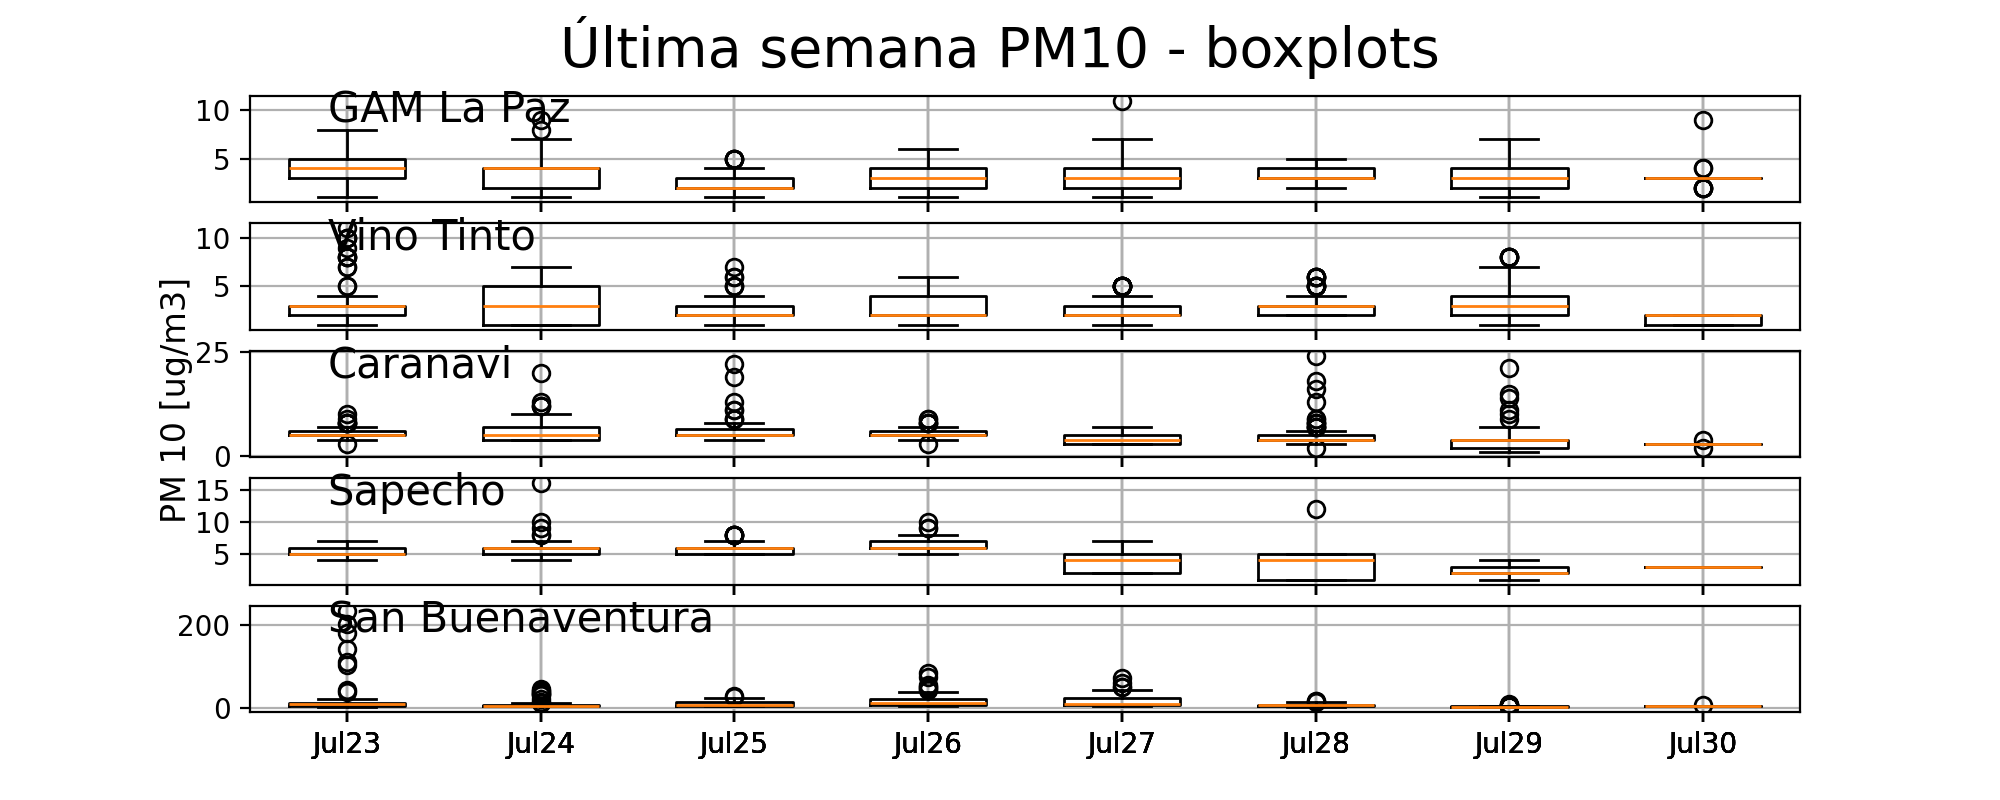 Última semana PM10 - boxplots
GAM La Paz
10
5
Vino Tinto
10
5
PM 10 [ug/m3]
Caranavi
25
0
Sapecho
15
10
5
San Buenaventura
200
0
Jul23 Jul24 Jul25 Jul26 Jul27 Jul28 Jul29 Jul30